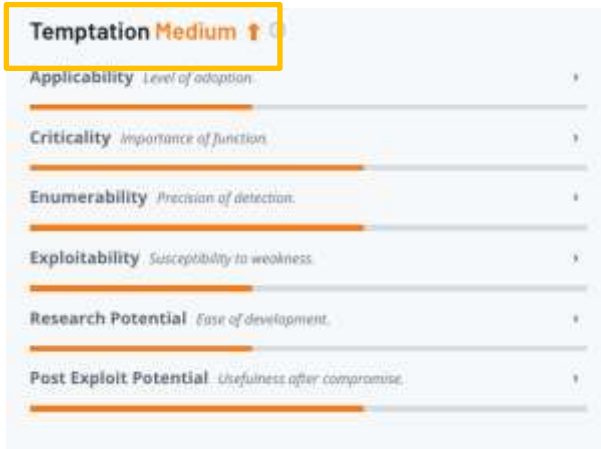 Temptation Medium ↑
Applicability Level of adoption.
Criticality Importance of function.
Enumerability Precision of detection.
Exploitability Susceptibility to weakness.
Research Potential Ease of development.
Post Exploit Potential Usefulness after compromise.